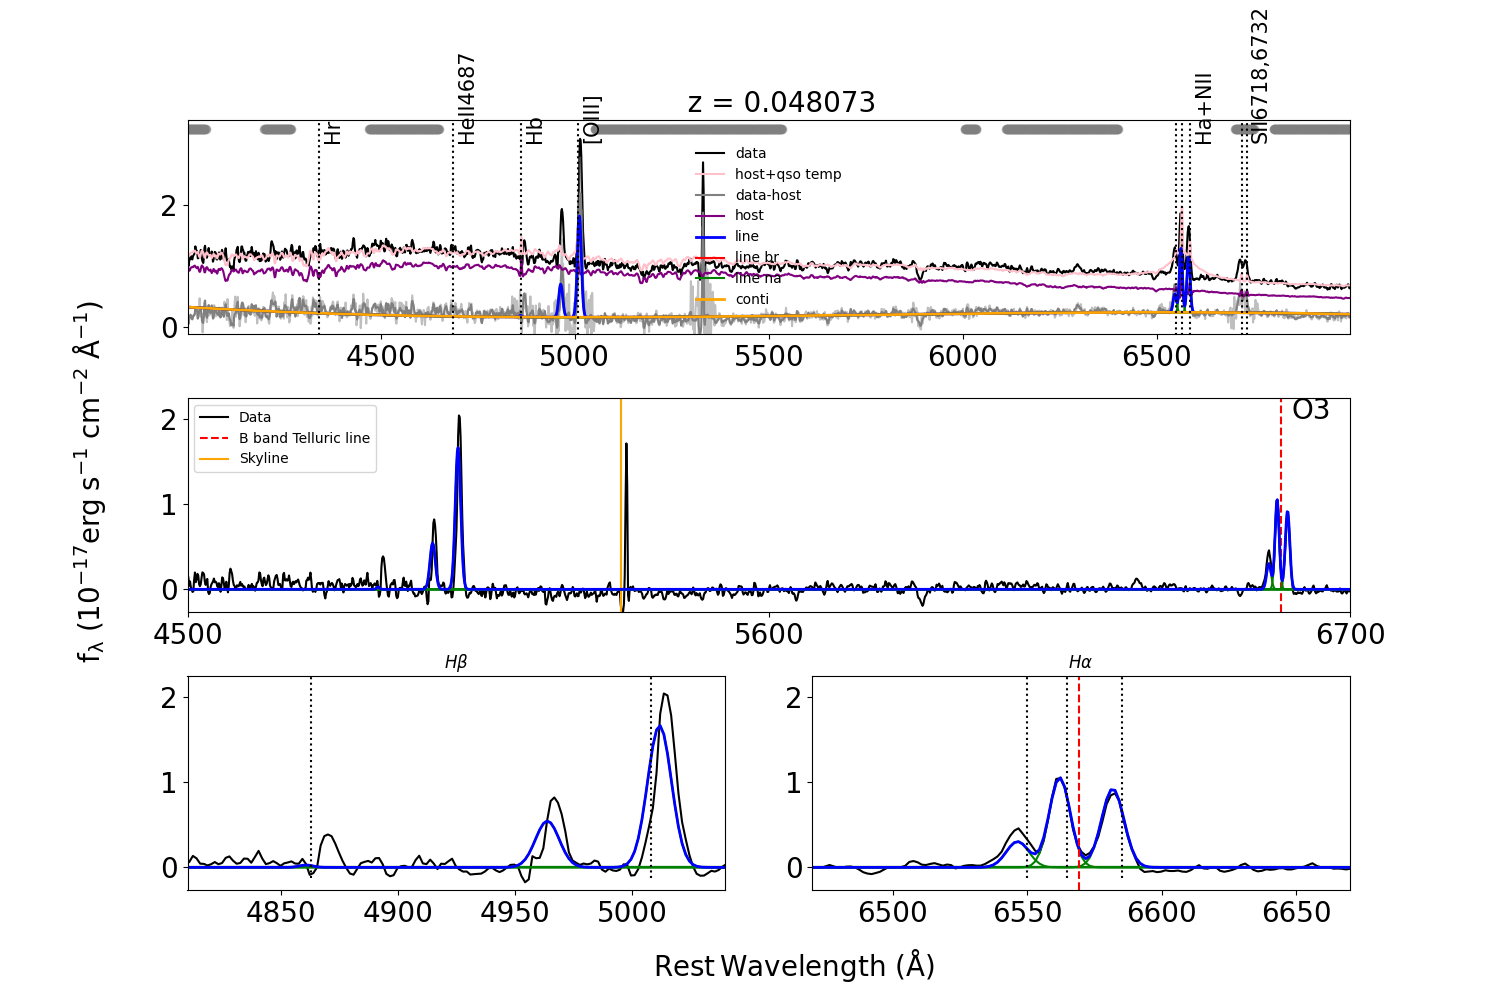 z = 0.048073
Hr
HeII4687
Hb
[OIII]
Ha+NII
SII6718,6732
data
host+qso temp
data-host
host
line
line br
line na
conti
2
0
4500
5000
5500
6000
6500
fλ (10⁻¹⁷erg s⁻¹ cm⁻² Å⁻¹)
Data
B band Telluric line
Skyline
O3
2
1
0
4500
5600
6700
Hβ
2
1
0
4850
4900
4950
5000
Hα
2
1
0
6500
6550
6600
6650
Rest Wavelength (Å)